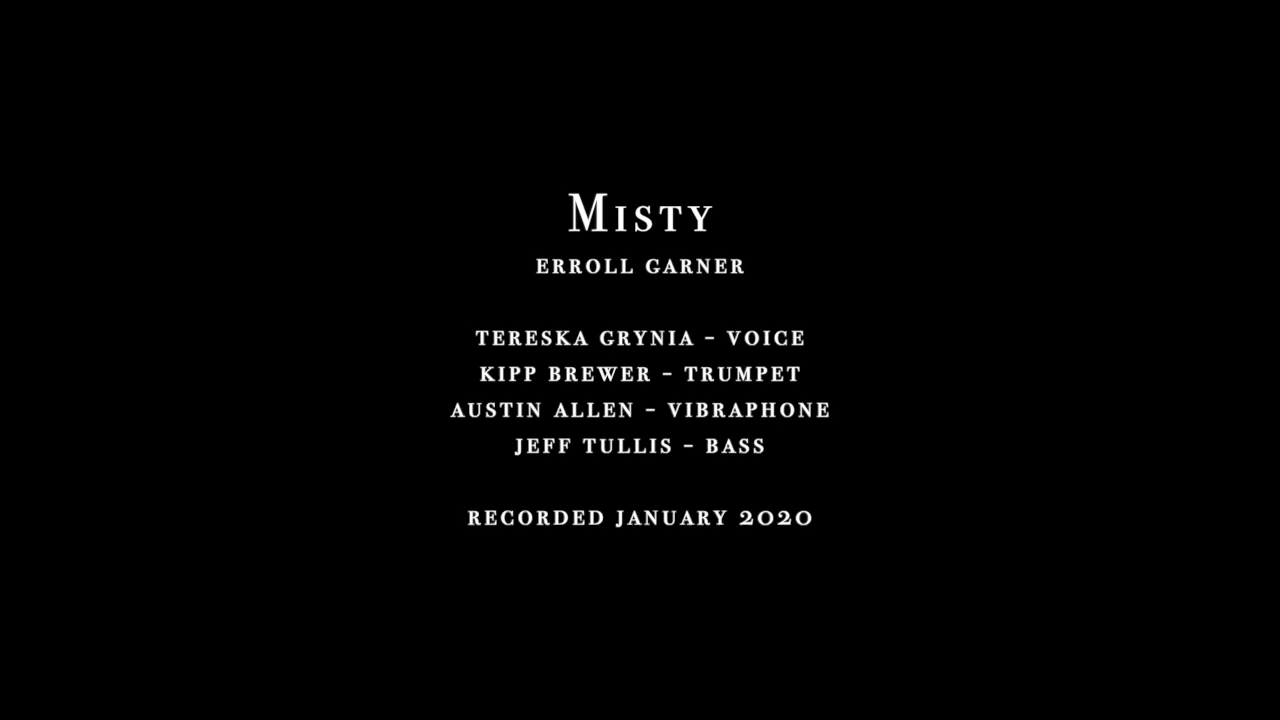 Misty
ERROLL GARNER
TERESKA GRYNIA - VOICE
KIPP BREWER - TRUMPET
AUSTIN ALLEN - VIBRAPHONE
JEFF TULLIS - BASS
RECORDED JANUARY 2020